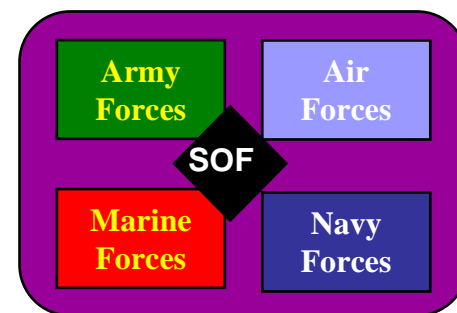 Army
Forces
Air
Forces
SOF
Marine
Forces
Navy
Forces